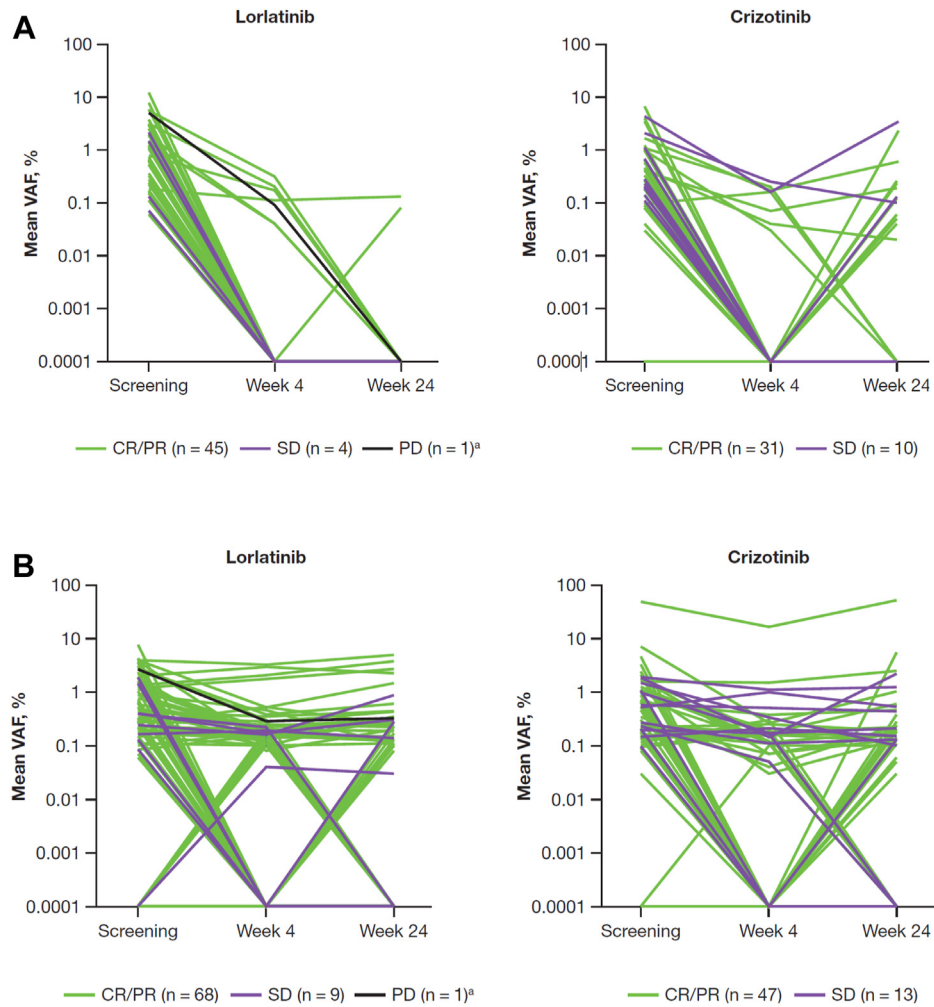 A
Lorlatinib
Mean VAF, %
100
10
1
0.1
0.01
0.001
0.0001
Screening
Week 4
Week 24
CR/PR (n = 45) SD (n = 4) PD (n = 1)ᵃ
Crizotinib
Mean VAF, %
100
10
1
0.1
0.01
0.001
0.0001
Screening
Week 4
Week 24
CR/PR (n = 31) SD (n = 10)
B
Lorlatinib
Mean VAF, %
100
10
1
0.1
0.01
0.001
0.0001
Screening
Week 4
Week 24
CR/PR (n = 68) SD (n = 9) PD (n = 1)ᵃ
Crizotinib
Mean VAF, %
100
10
1
0.1
0.01
0.001
0.0001
Screening
Week 4
Week 24
CR/PR (n = 47) SD (n = 13)